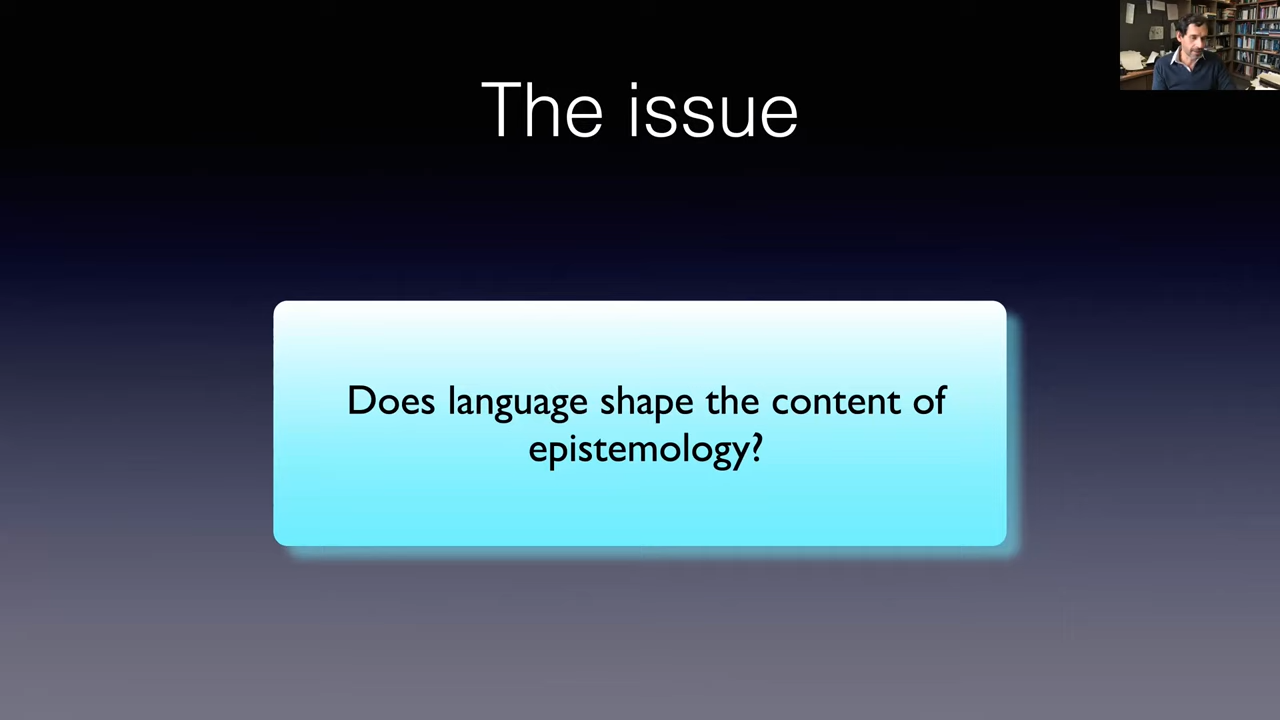 The issue
Does language shape the content of
epistemology?